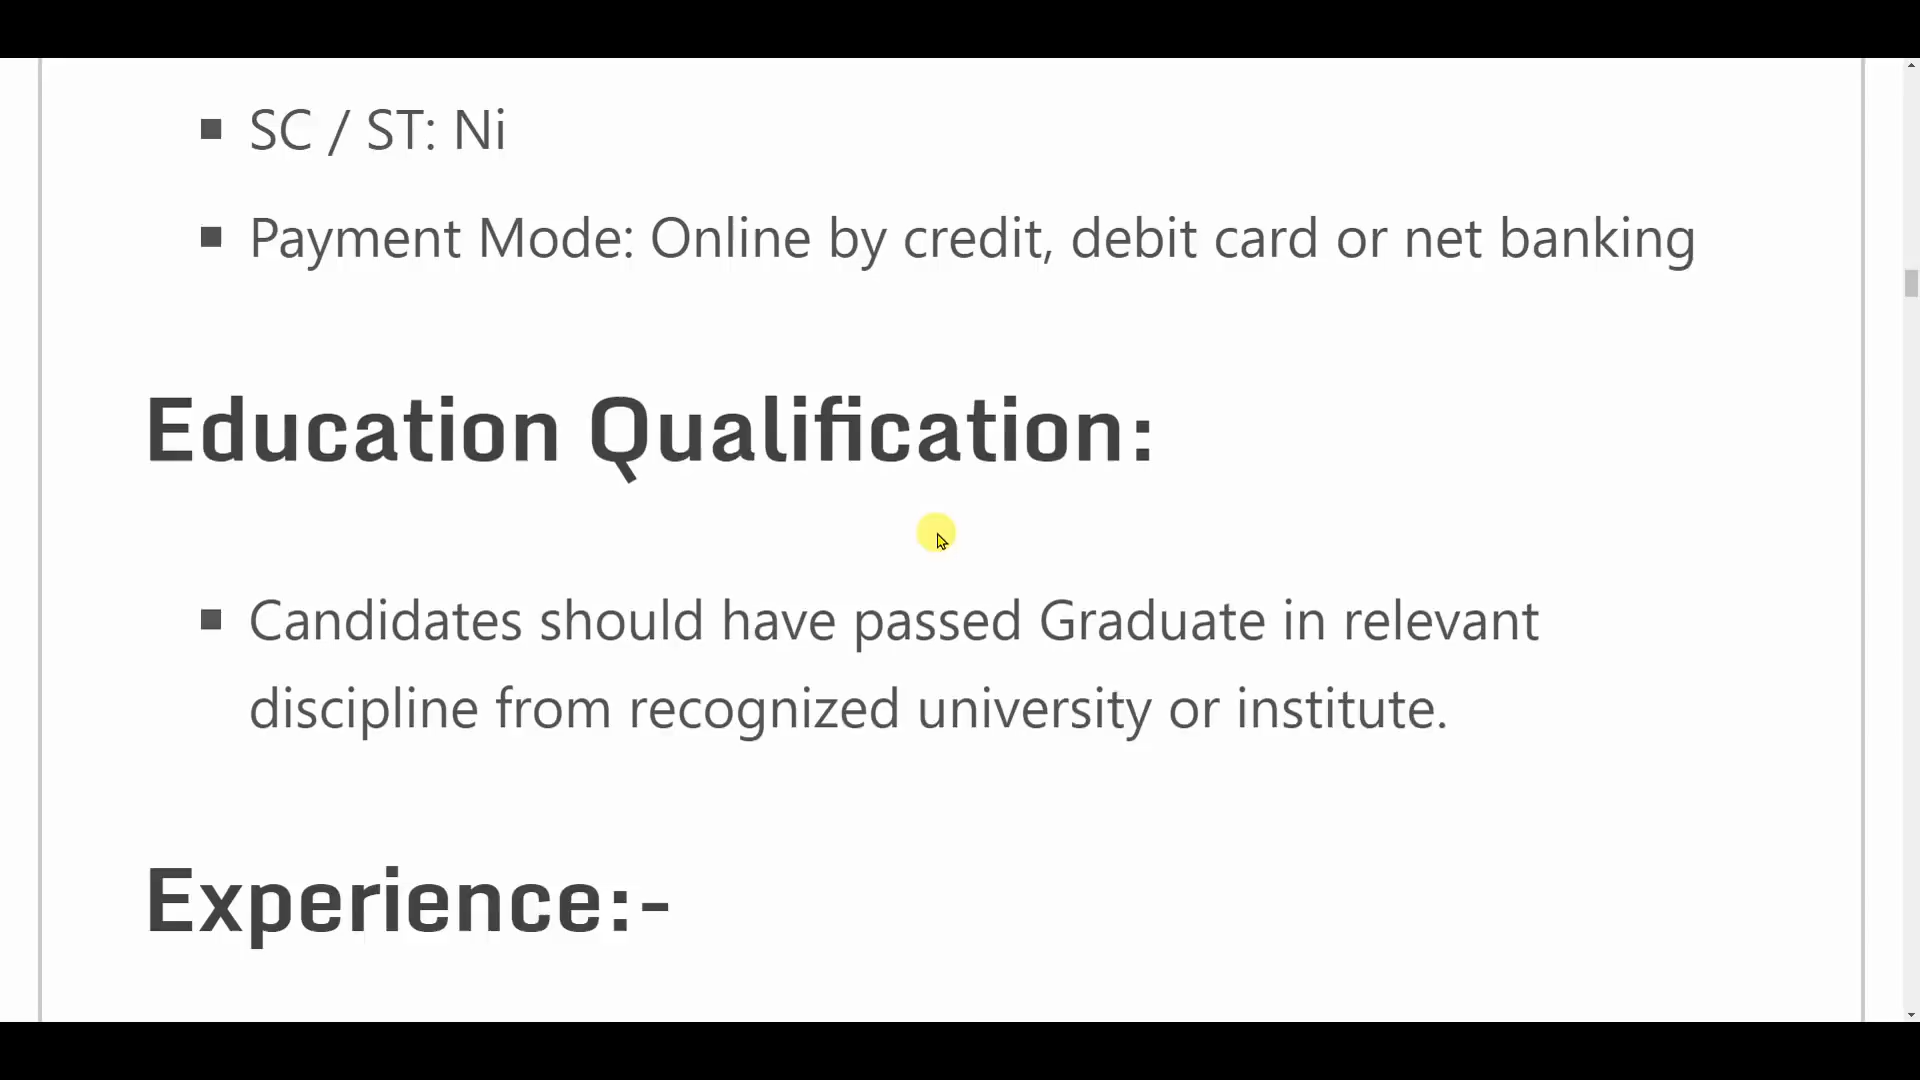 SC / ST: Ni
Payment Mode: Online by credit, debit card or net banking
Education Qualification:
Candidates should have passed Graduate in relevant
discipline from recognized university or institute.
Experience:-